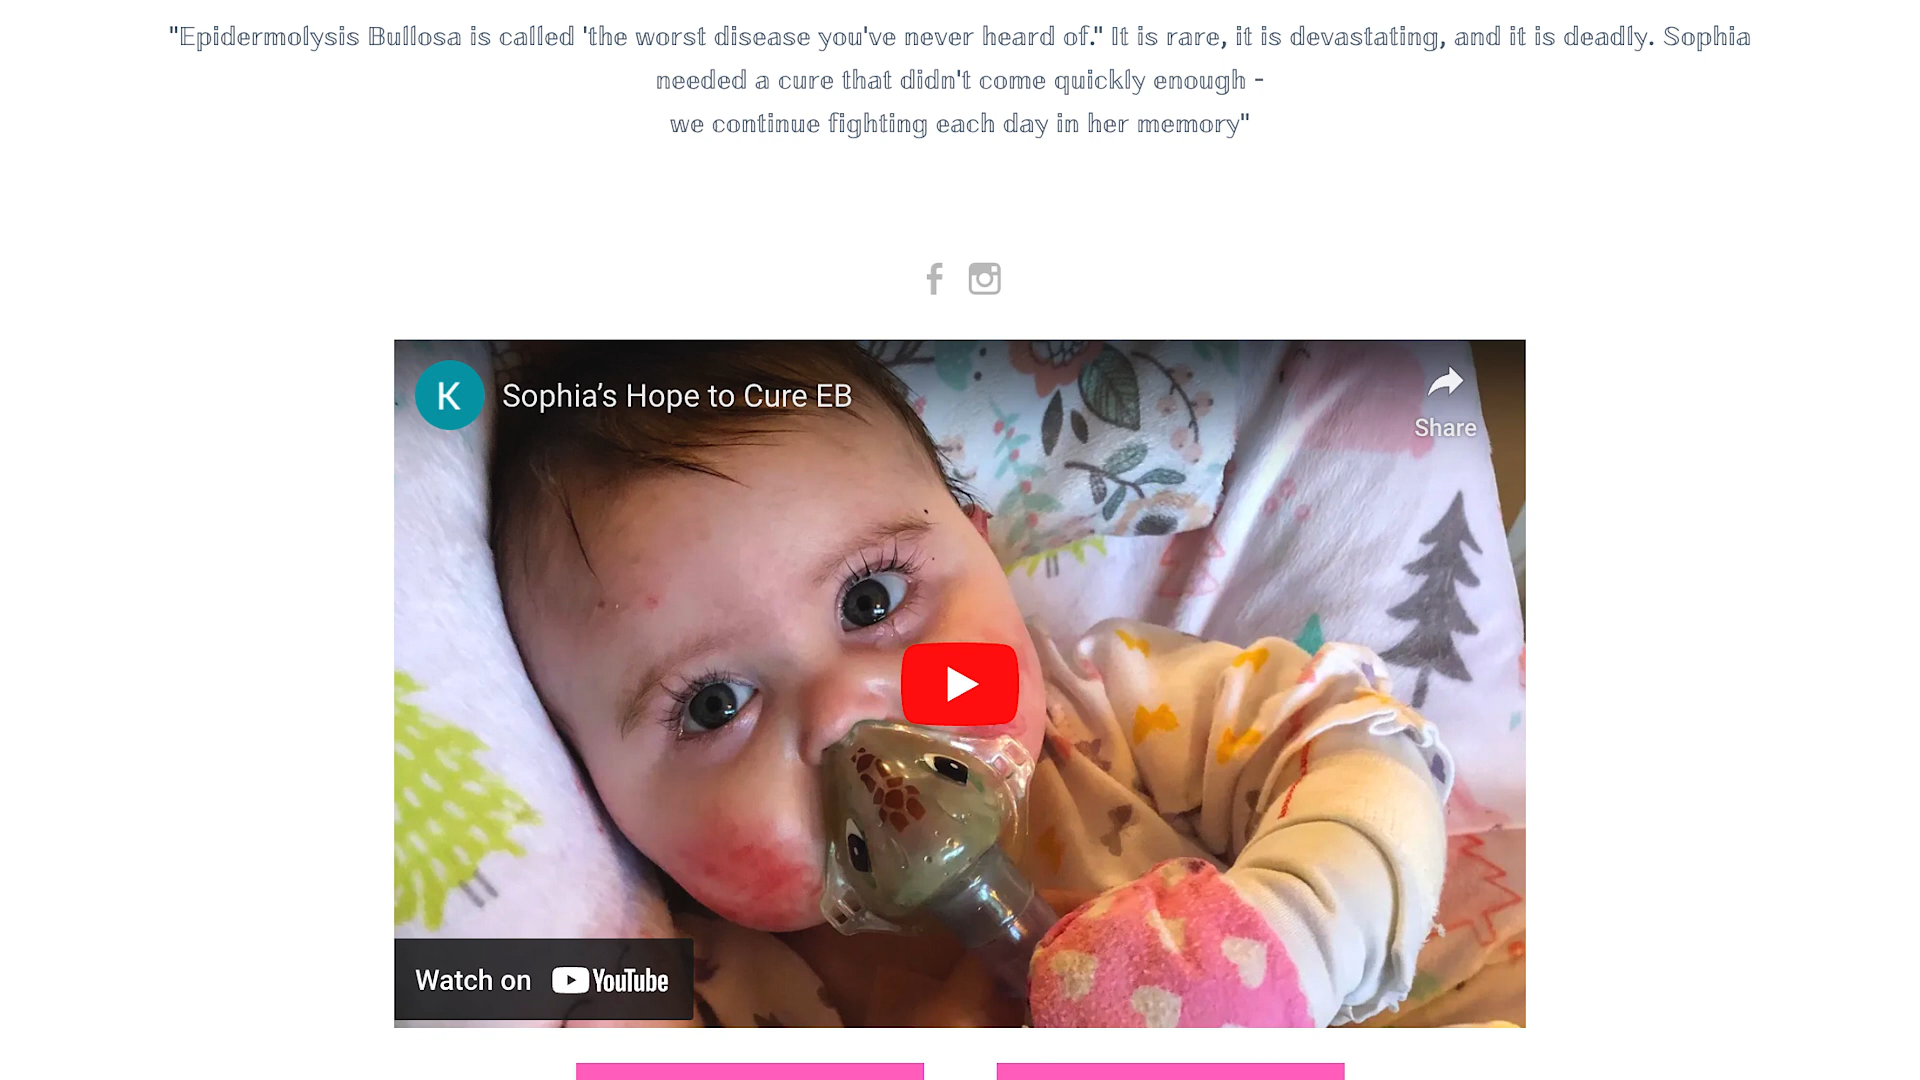 "Epidermolysis Bullosa is called 'the worst disease you've never heard of." It is rare, it is devastating, and it is deadly. Sophia
needed a cure that didn't come quickly enough -
we continue fighting each day in her memory"
K
Sophia’s Hope to Cure EB
Share
Watch on YouTube